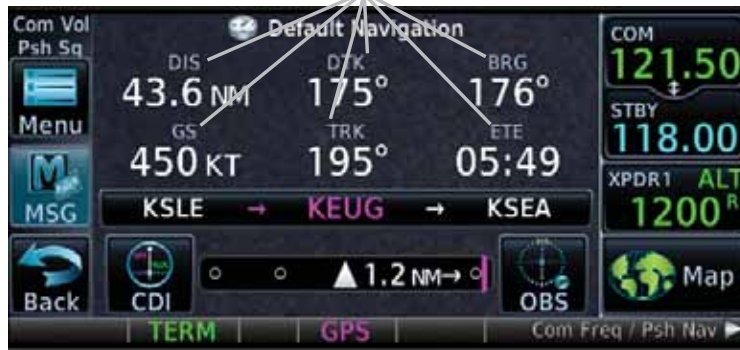 Com Vol
Psh Sq
Default Navigation
COM
121.50
STBY
118.00
XPDR1 ALT
1200 R
Map
Menu
MSG
Back
DIS
43.6 NM
DTK
175°
BRG
176°
GS
450 KT
TRK
195°
ETE
05:49
KSLE → KEUG → KSEA
CDI
1.2 NM→
OBS
TERM
GPS
Com Freq / Psh Nav